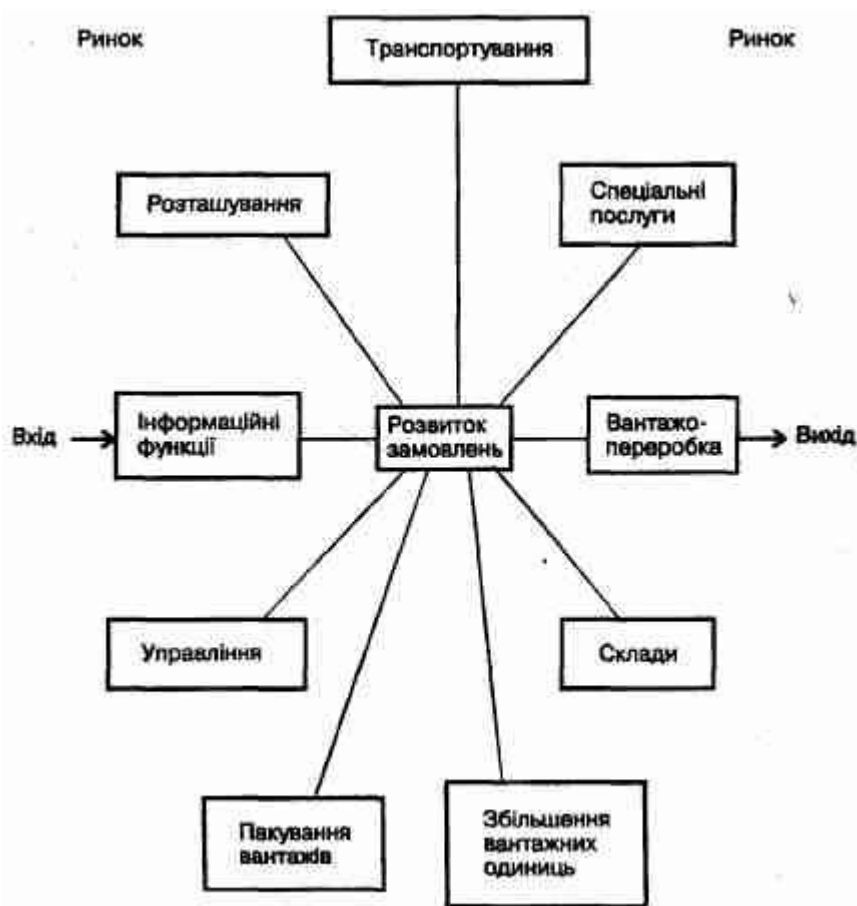 Ринок
Транспортування
Ринок
Розташування
Спеціальні
послуги
Вхід
Інформаційні
функції
Розвиток
замовлень
Вантажо-
переробка
Вихід
Управління
Склади
Пакування
вантажів
Збільшення
вантажних
одиниць